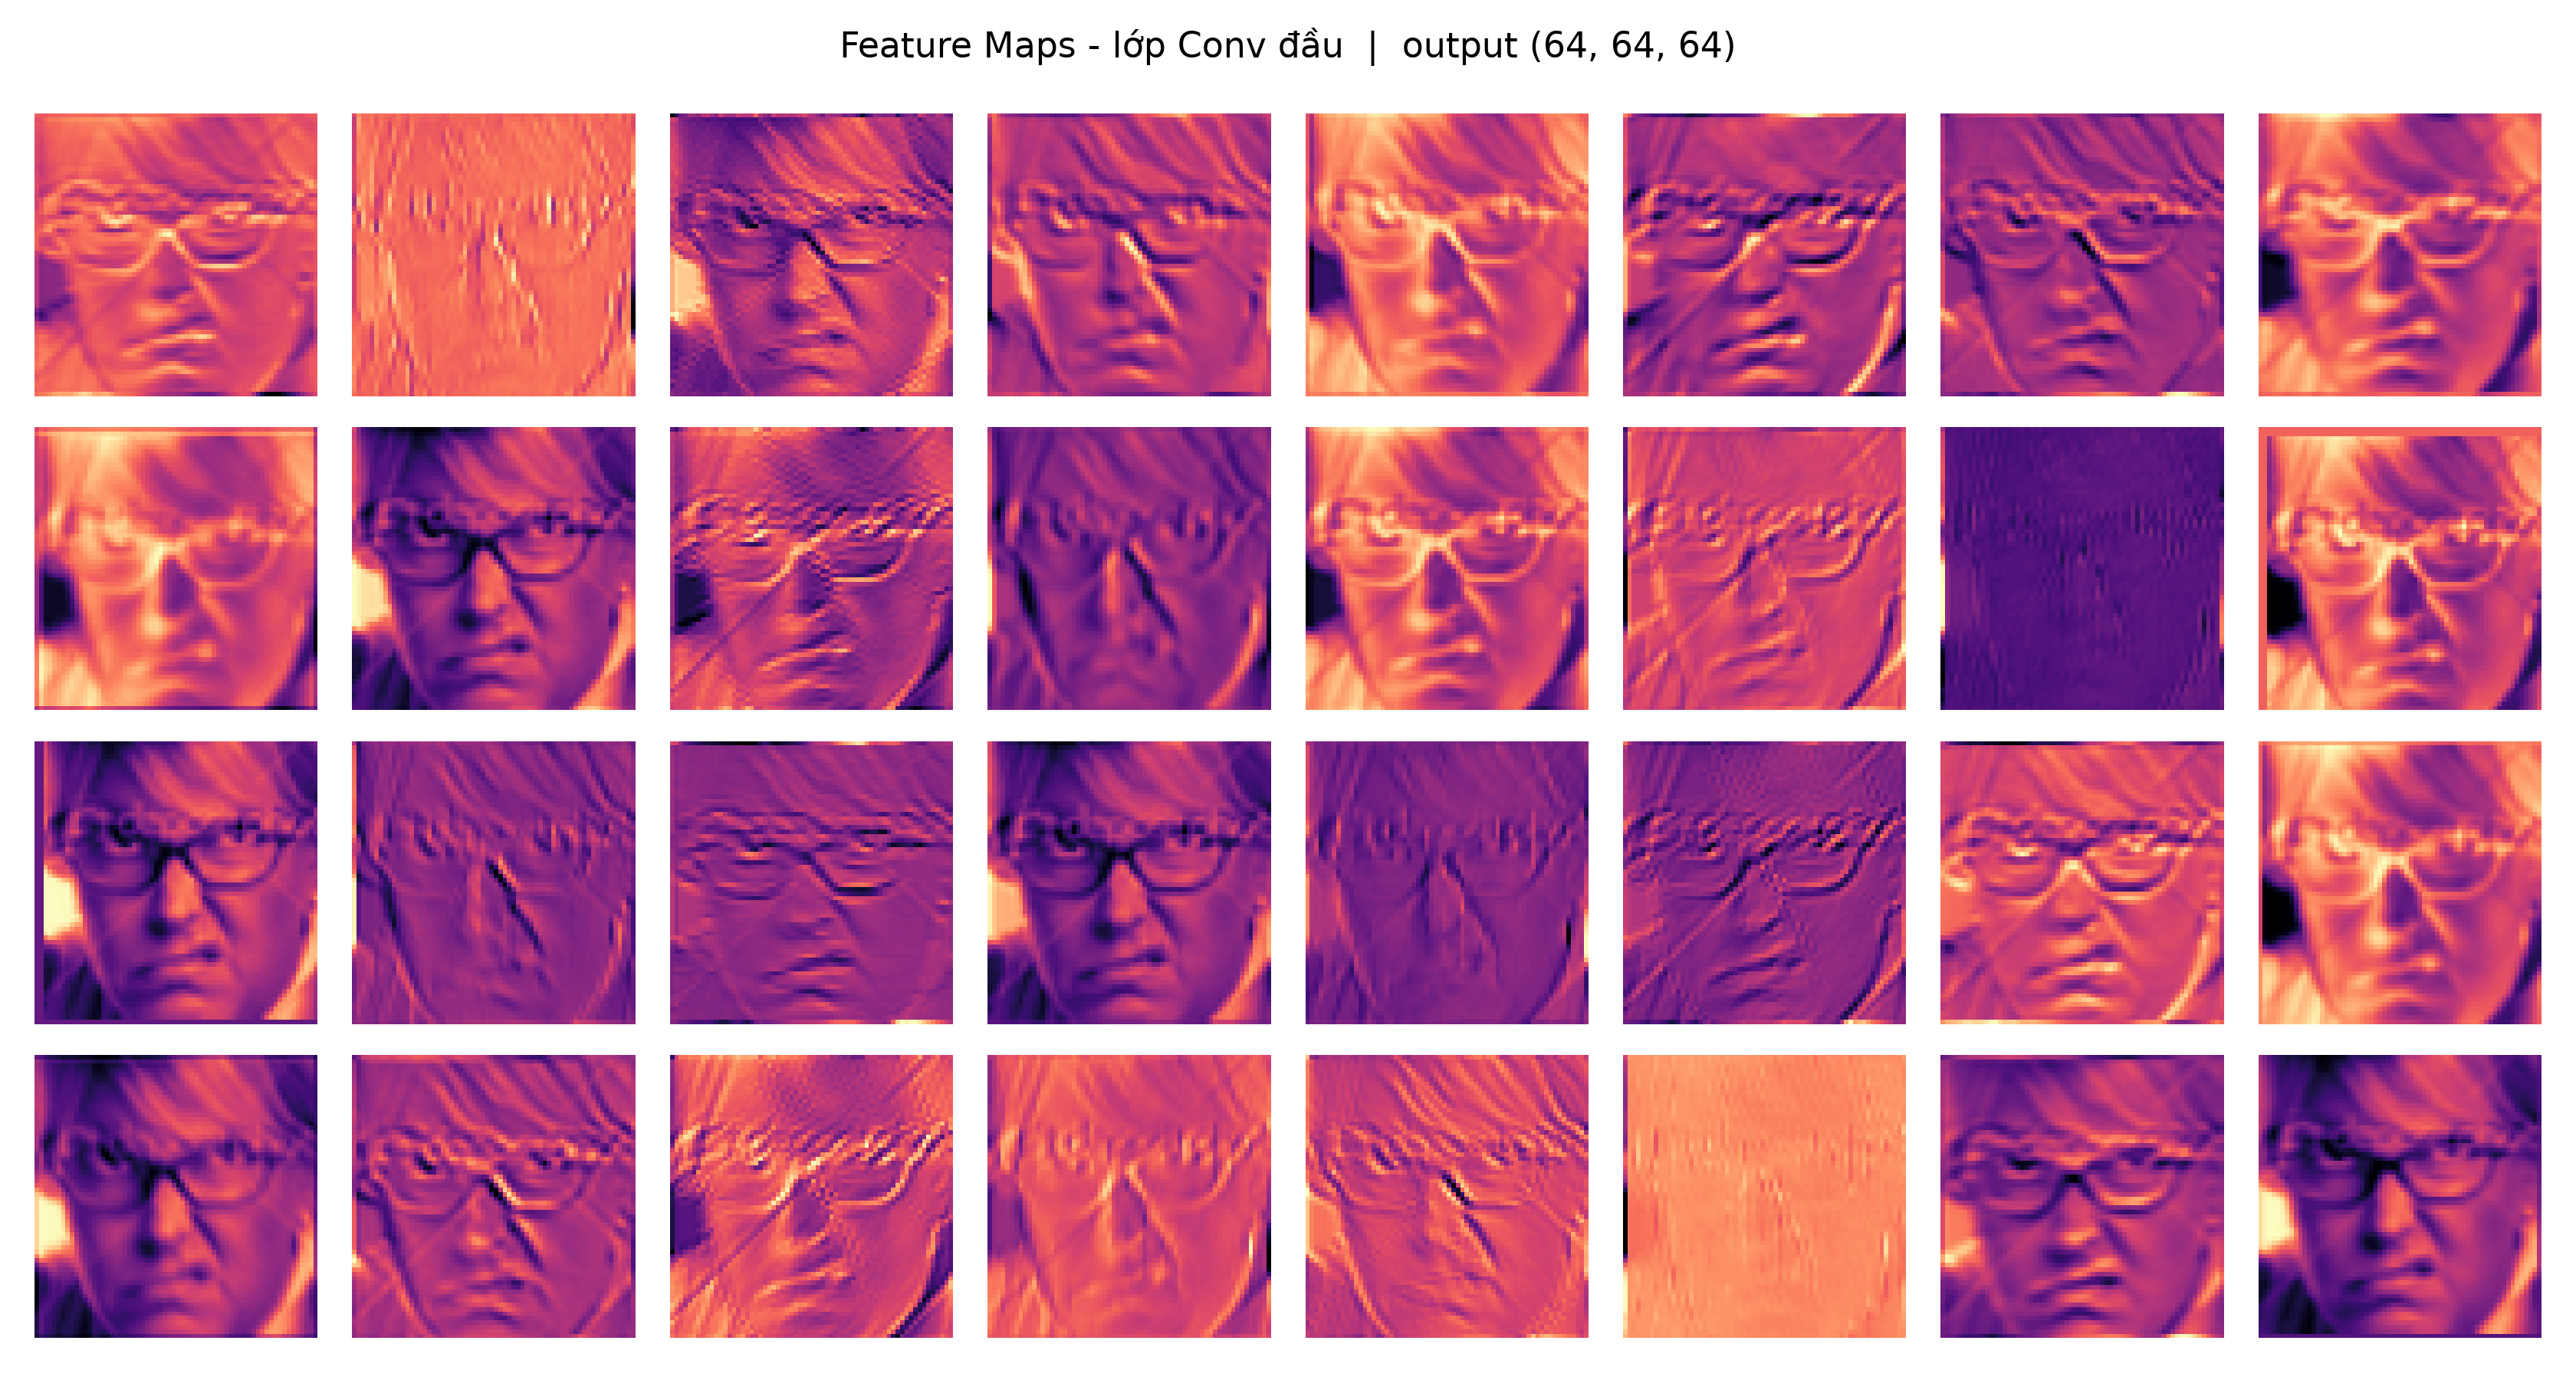 Feature Maps - lớp Conv đầu | output (64, 64, 64)